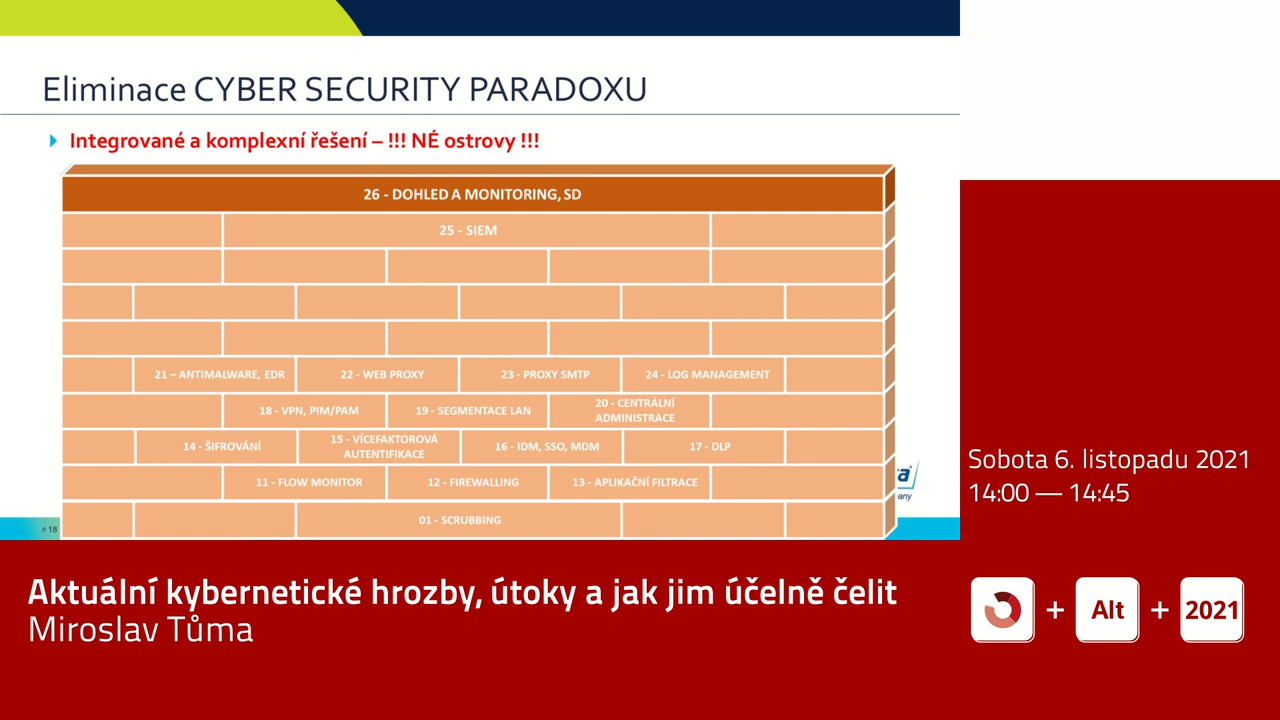 Eliminace CYBER SECURITY PARADOXU
Integrované a komplexní řešení – !!! NÉ ostrovy !!!
26 - DOHLED A MONITORING, SD
25 - SIEM
21 – ANTIMALWARE, EDR
22 - WEB PROXY
23 - PROXY SMTP
24 - LOG MANAGEMENT
18 - VPN, PIM/PAM
19 - SEGMENTACE LAN
20 - CENTRÁLNÍ
ADMINISTRACE
14 - ŠIFROVÁNÍ
15 - VÍCEFAKTOROVÁ
AUTENTIFIKACE
16 - IDM, SSO, MDM
17 - DLP
11 - FLOW MONITOR
12 - FIREWALLING
13 - APLIKAČNÍ FILTRACE
01 - SCRUBBING
a
any
# 18
Sobota 6. listopadu 2021
14:00 — 14:45
Aktuální kybernetické hrozby, útoky a jak jim účelně čelit
Miroslav Tůma
+ Alt + 2021